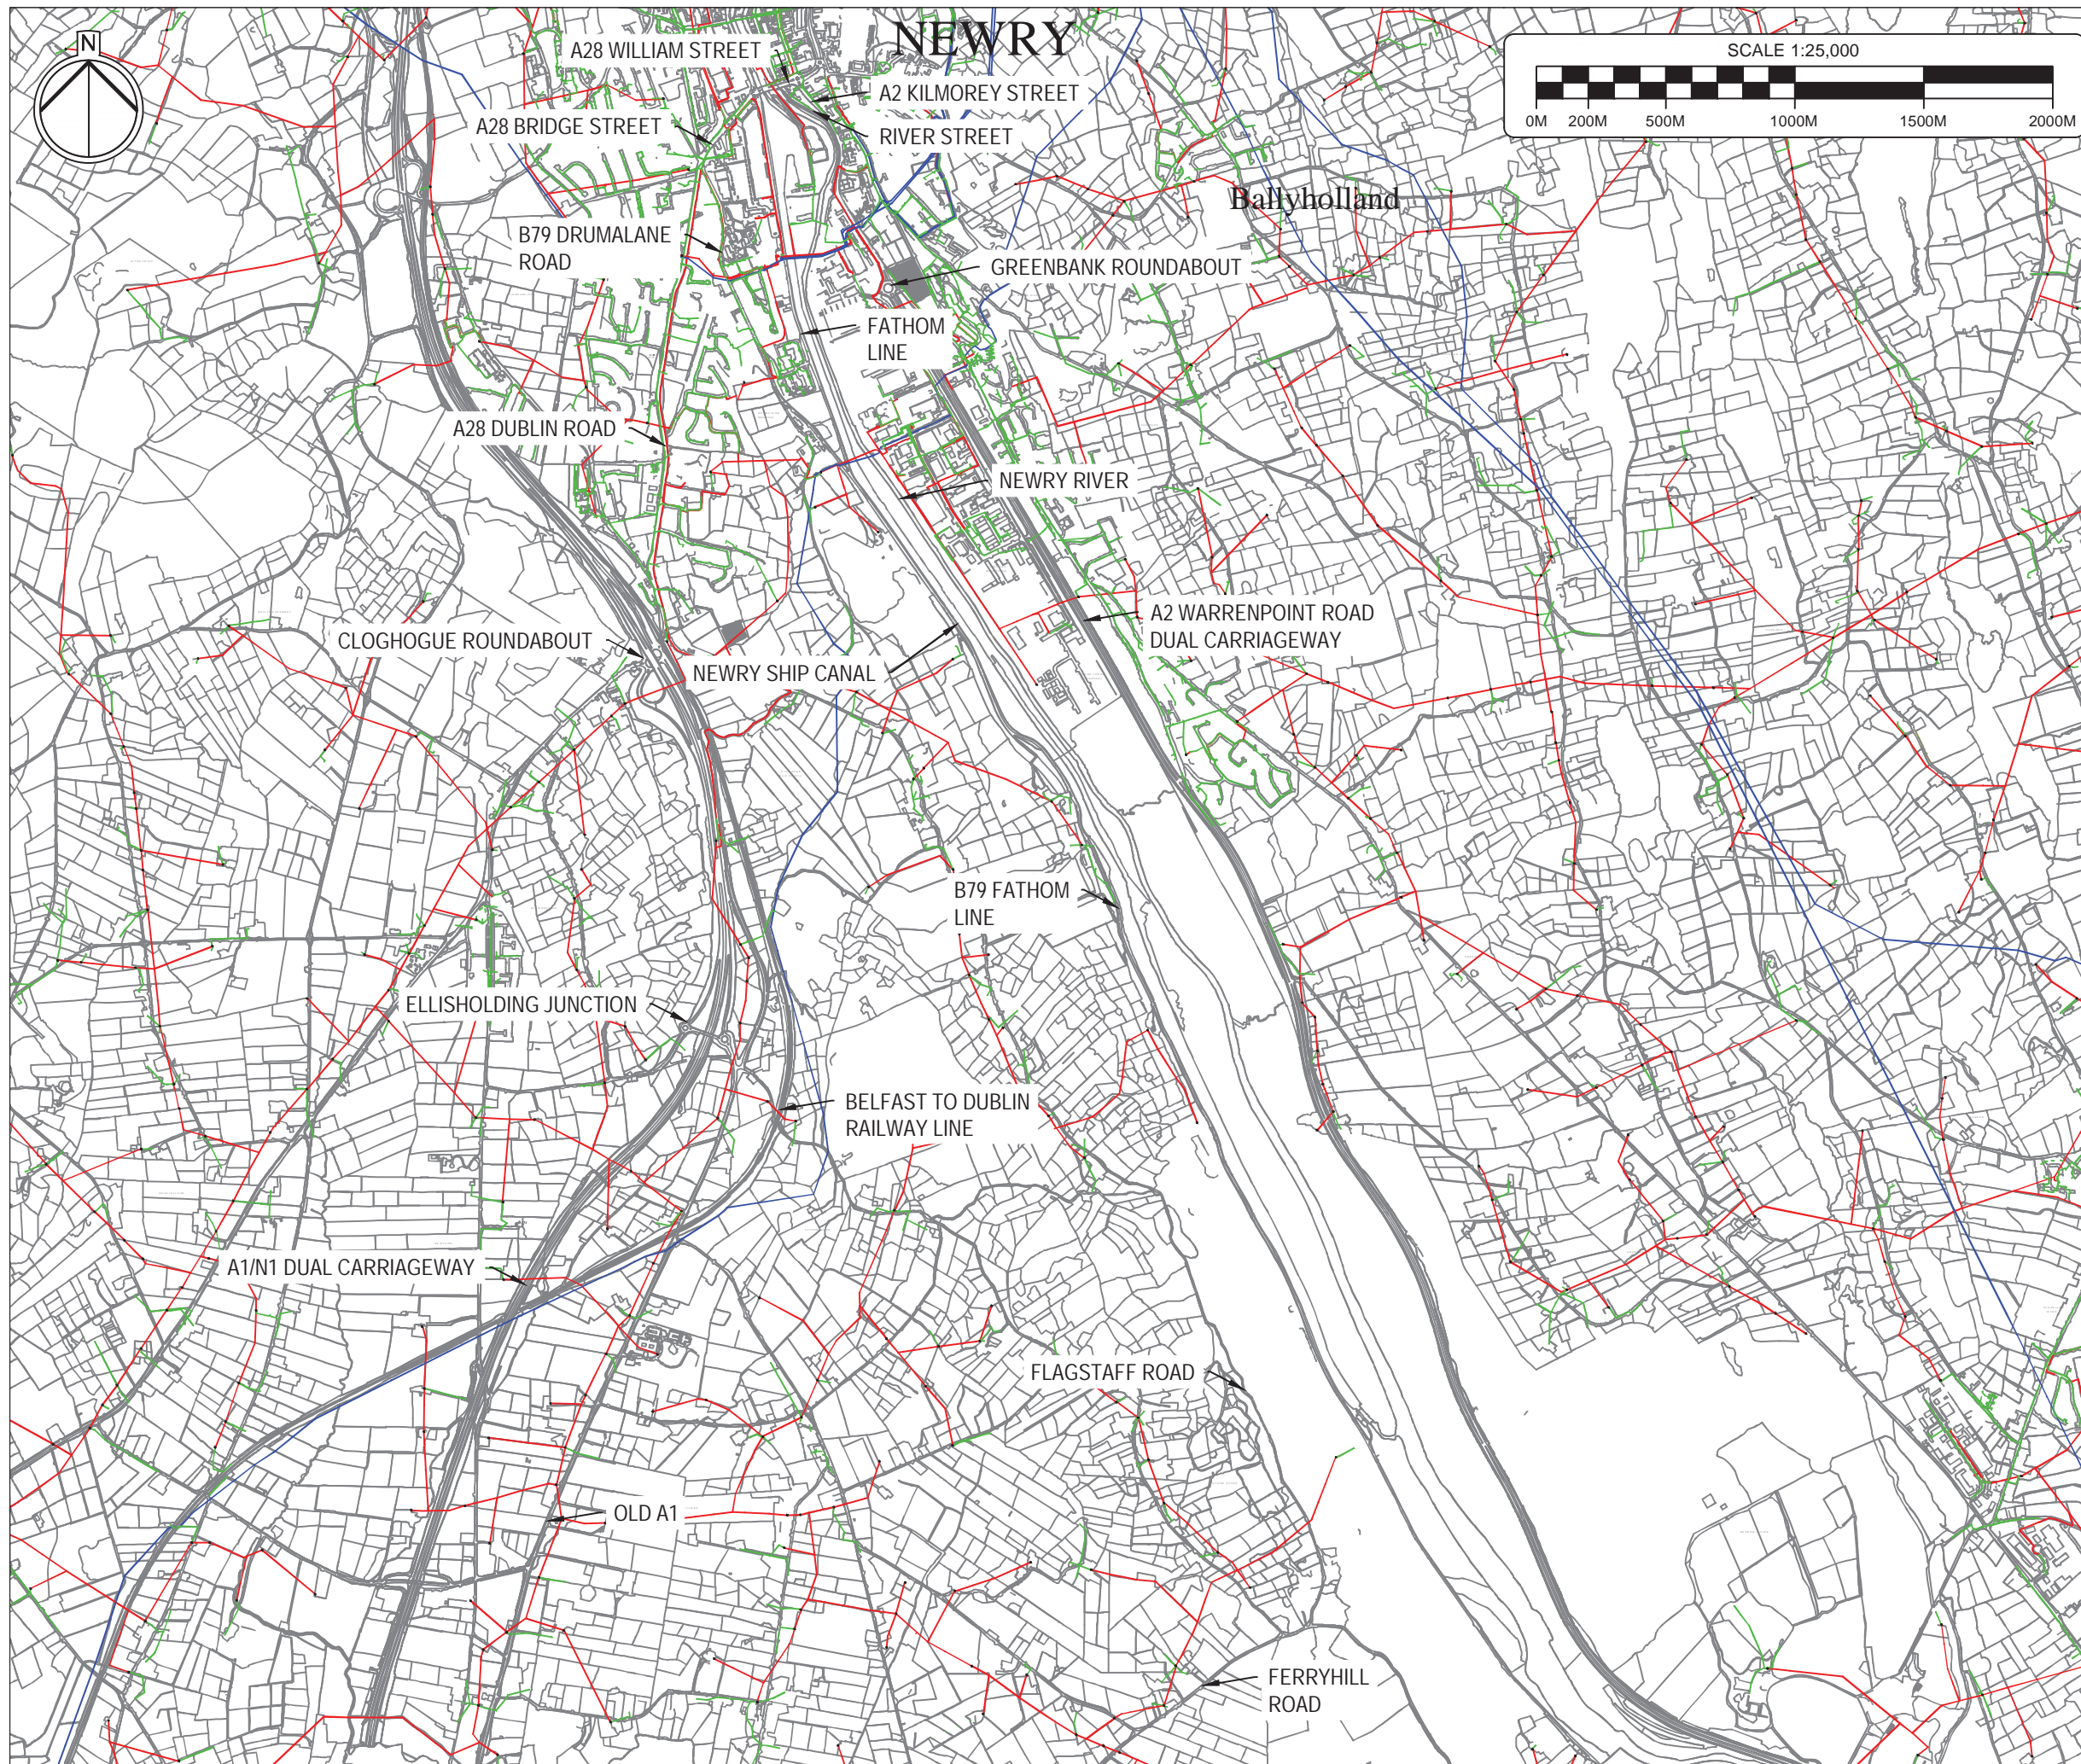 NEWRY
N
A28 WILLIAM STREET
SCALE 1:25,000
0M 200M 500M 1000M 1500M 2000M
A2 KILMOREY STREET
A28 BRIDGE STREET
RIVER STREET
Ballyholland
B79 DRUMALANE
ROAD
GREENBANK ROUNDABOUT
FATHOM
LINE
A28 DUBLIN ROAD
NEWRY RIVER
A2 WARRENPOINT ROAD
DUAL CARRIAGEWAY
CLOGHOGUE ROUNDABOUT
NEWRY SHIP CANAL
B79 FATHOM
LINE
ELLISHOLDING JUNCTION
BELFAST TO DUBLIN
RAILWAY LINE
A1/N1 DUAL CARRIAGEWAY
FLAGSTAFF ROAD
OLD A1
FERRYHILL
ROAD